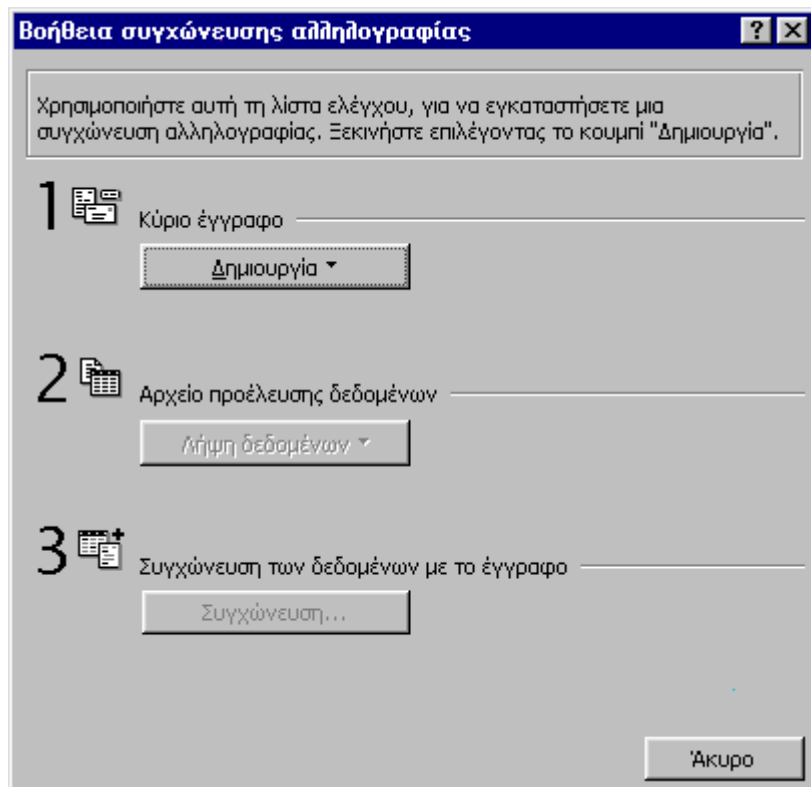 Βοήθεια συγχώνευσης αλληλογραφίας
Χρησιμοποιήστε αυτή τη λίστα ελέγχου, για να εγκαταστήσετε μια
συγχώνευση αλληλογραφίας. Ξεκινήστε επιλέγοντας το κουμπί "Δημιουργία".
1 Κύριο έγγραφο
Δημιουργία
2 Αρχείο προέλευσης δεδομένων
Λήψη δεδομένων
3 Συγχώνευση των δεδομένων με το έγγραφο
Συγχώνευση...
Άκυρο